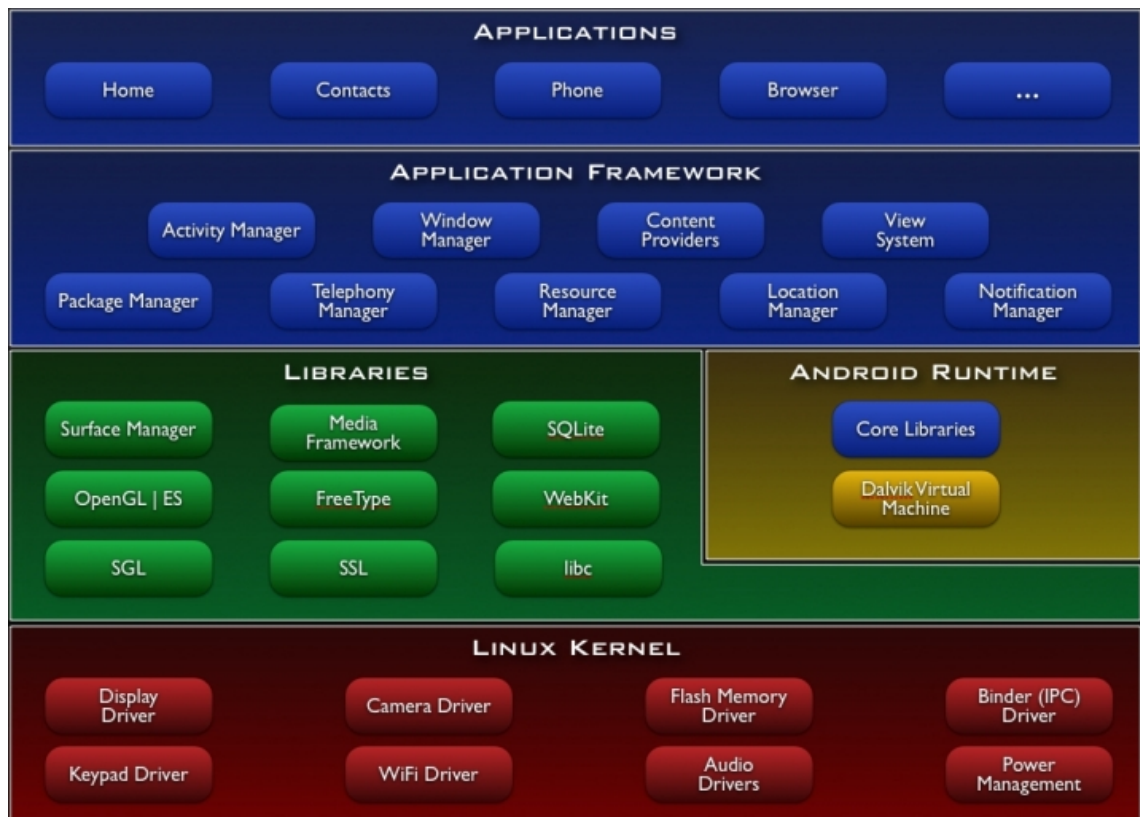 APPLICATIONS
Home
Contacts
Phone
Browser
...
APPLICATION FRAMEWORK
Activity Manager
Window
Manager
Content
Providers
View
System
Package Manager
Telephony
Manager
Resource
Manager
Location
Manager
Notification
Manager
LIBRARIES
Surface Manager
Media
Framework
SQLite
OpenGL | ES
FreeType
WebKit
SGL
SSL
libc
ANDROID RUNTIME
Core Libraries
Dalvik Virtual
Machine
LINUX KERNEL
Display
Driver
Camera Driver
Flash Memory
Driver
Binder (IPC)
Driver
Keypad Driver
WiFi Driver
Audio
Drivers
Power
Management